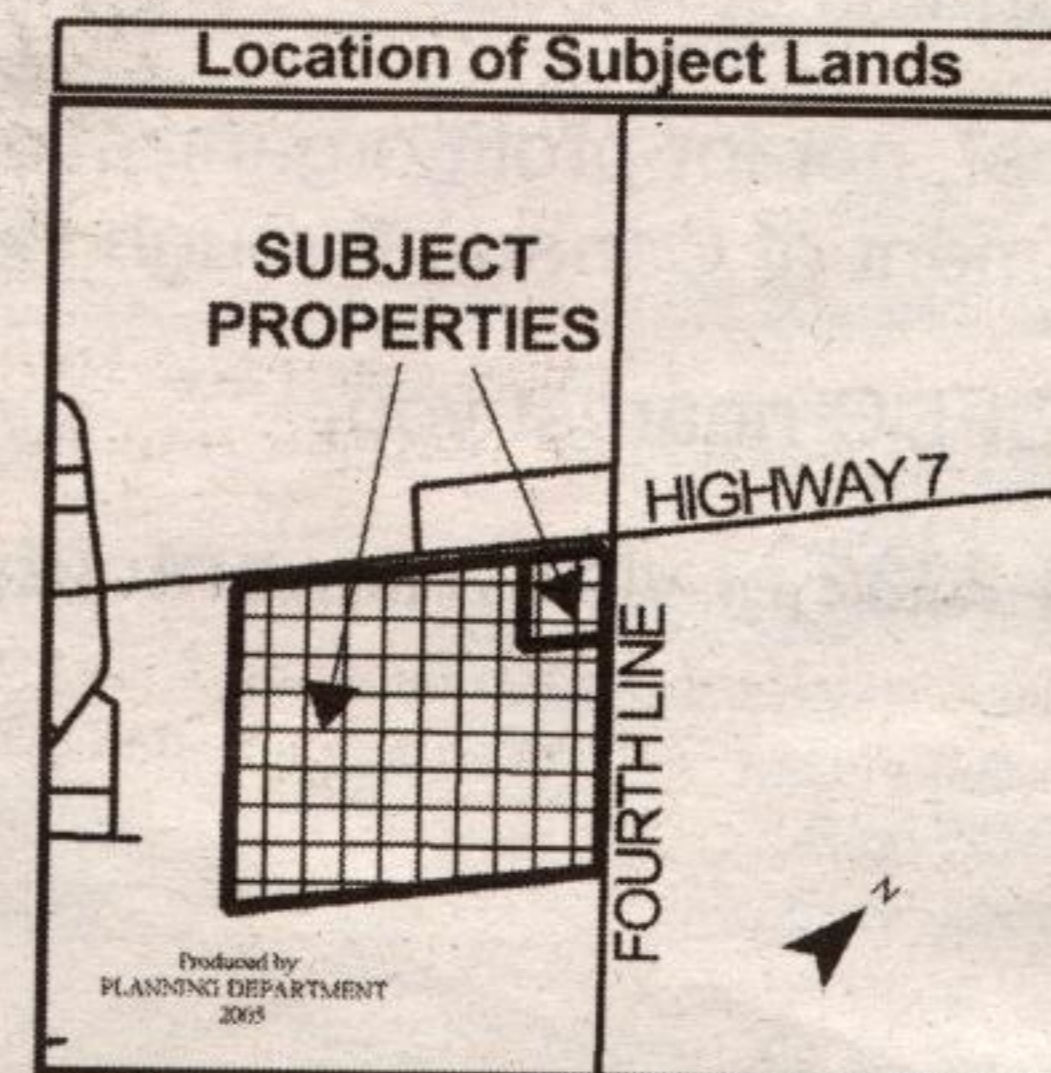 Location of Subject Lands
SUBJECT
PROPERTIES
HIGHWAY 7
FOURTH LINE
N
Produced by
PLANNING DEPARTMENT